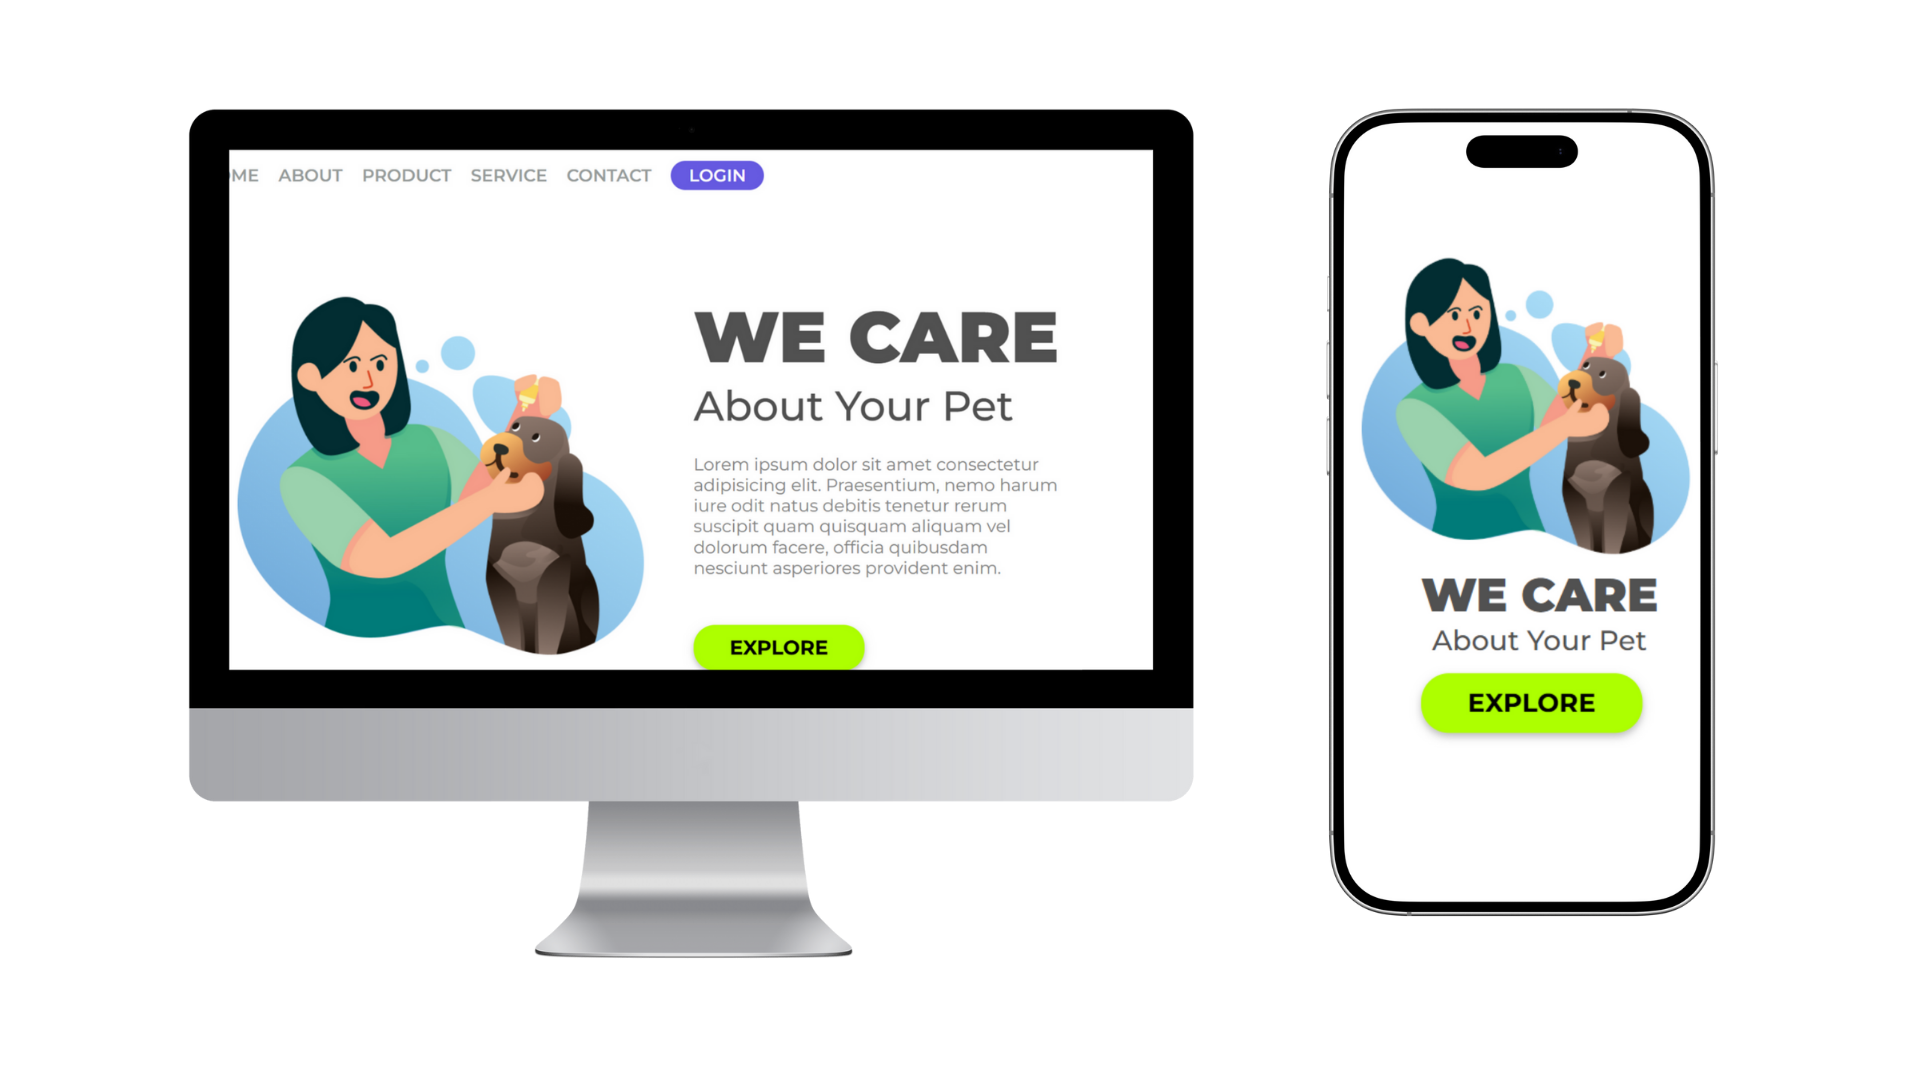 ME ABOUT PRODUCT SERVICE CONTACT LOGIN
WE CARE
About Your Pet
Lorem ipsum dolor sit amet consectetur
adipisicing elit. Praesentium, nemo harum
iure odit natus debitis tenetur rerum
suscipit quam quisquam aliquam vel
dolorum facere, officia quibusdam
nesciunt asperiores provident enim.
EXPLORE
WE CARE
About Your Pet
EXPLORE